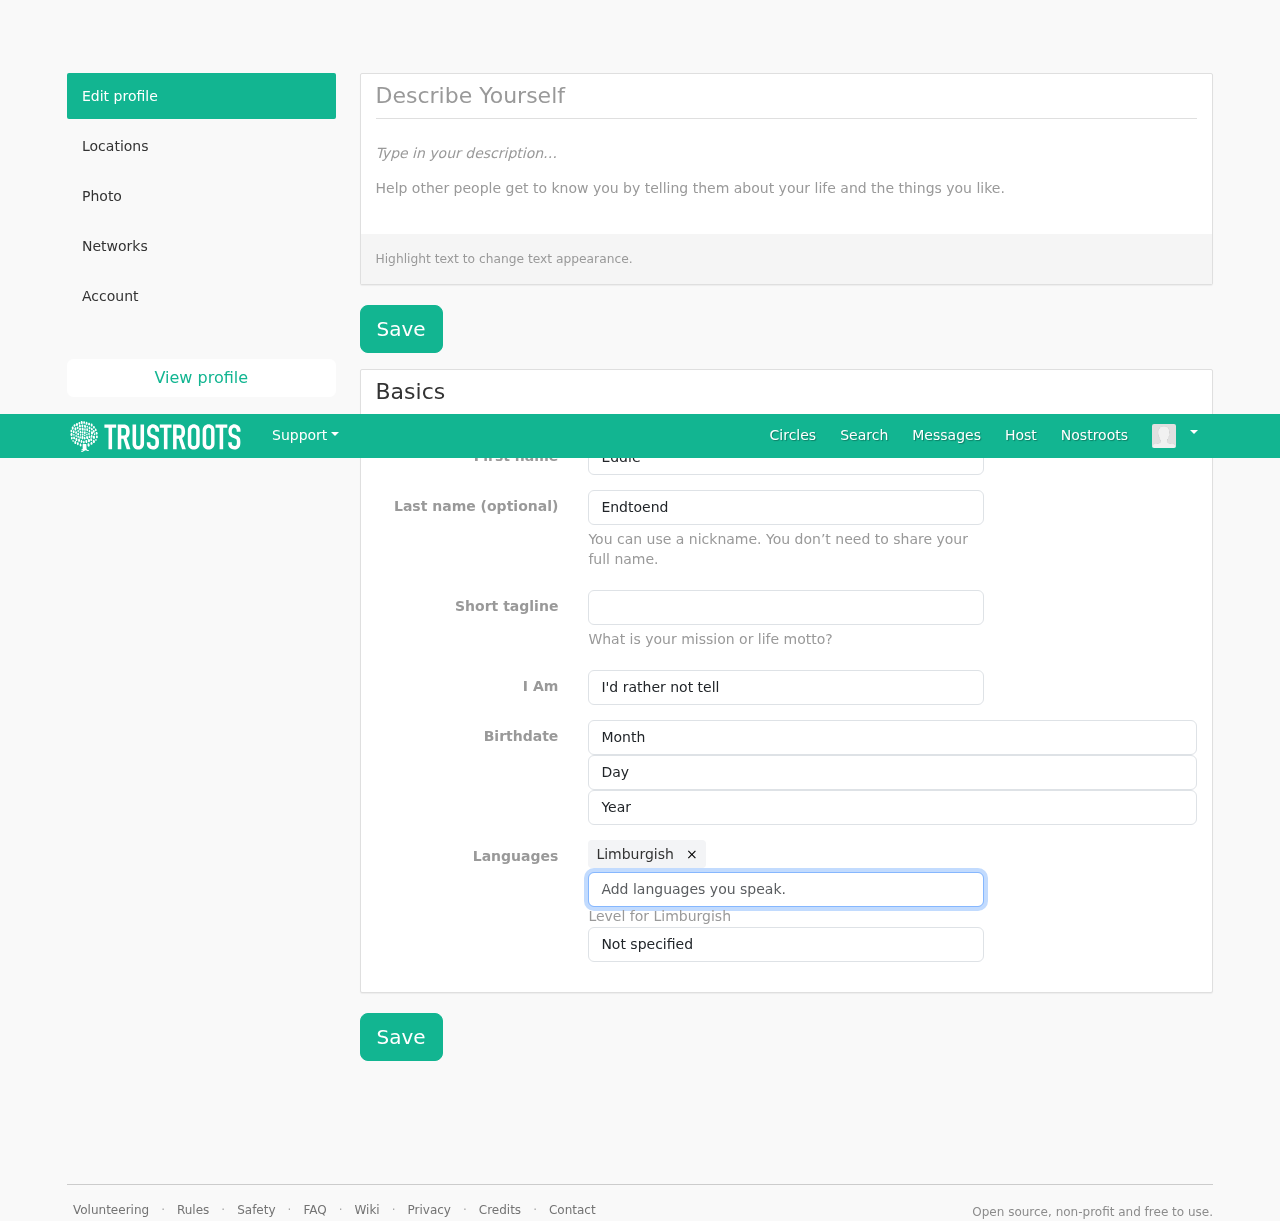 Edit profile
Locations
Photo
Networks
Account
View profile
Describe Yourself
Type in your description…
Help other people get to know you by telling them about your life and the things you like.
Highlight text to change text appearance.
Save
Basics
TRUSTROOTS
Support
Circles
Search
Messages
Host
Nostroots
First name
Eddie
Last name (optional)
Endtoend
You can use a nickname. You don’t need to share your
full name.
Short tagline
What is your mission or life motto?
I Am
I'd rather not tell
Birthdate
Month
Day
Year
Languages
Limburgish ×
Add languages you speak.
Level for Limburgish
Not specified
Save
Volunteering · Rules · Safety · FAQ · Wiki · Privacy · Credits · Contact
Open source, non-profit and free to use.